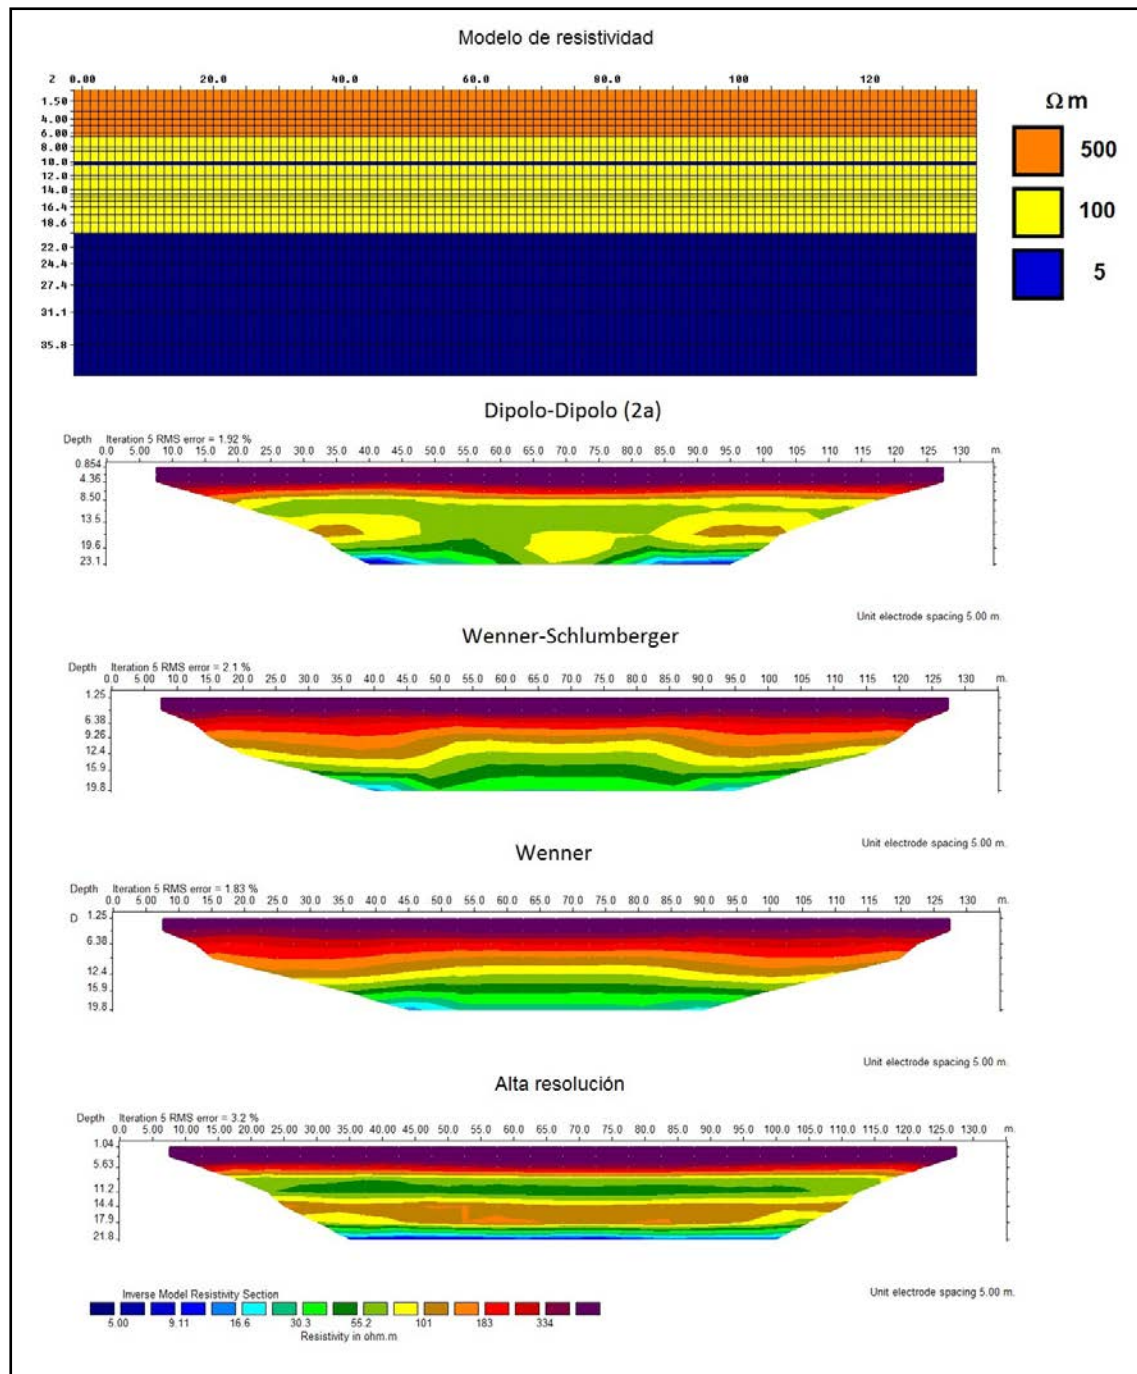 Modelo de resistividad
Z 0.00 20.0 40.0 60.0 80.0 100 120
1.50
4.00
6.00
8.00
10.0
12.0
14.0
16.4
18.6
22.0
24.4
27.4
31.1
35.8
Ω m
500
100
5
Dipolo-Dipolo (2a)
Depth Iteration 5 RMS error = 1.92 %
0.0 5.00 10.0 15.0 20.0 25.0 30.0 35.0 40.0 45.0 50.0 55.0 60.0 65.0 70.0 75.0 80.0 85.0 90.0 95.0 100.0 105.0 110.0 115.0 120.0 125.0 130 m.
0.854
4.36
8.50
13.5
19.6
23.1
Unit electrode spacing 5.00 m.
Wenner-Schlumberger
Depth Iteration 5 RMS error = 2.1 %
0.0 5.00 10.0 15.0 20.0 25.0 30.0 35.0 40.0 45.0 50.0 55.0 60.0 65.0 70.0 75.0 80.0 85.0 90.0 95.0 100.0 105.0 110.0 115.0 120.0 125.0 130 m.
1.25
6.38
9.26
12.4
15.9
19.8
Unit electrode spacing 5.00 m.
Wenner
Depth Iteration 5 RMS error = 1.83 %
0.0 5.00 10.0 15.0 20.0 25.0 30.0 35.0 40.0 45.0 50.0 55.0 60.0 65.0 70.0 75.0 80.0 85.0 90.0 95.0 100.0 105.0 110.0 115.0 120.0 125.0 130 m.
D 1.25
6.38
12.4
15.9
19.8
Unit electrode spacing 5.00 m.
Alta resolución
Depth Iteration 5 RMS error = 3.2 %
0.0 5.00 10.00 15.00 20.00 25.00 30.00 35.00 40.00 45.0 50.0 55.0 60.0 65.0 70.0 75.0 80.0 85.0 90.0 95.0 100.0 105.0 110.0 115.0 120.0 125.0 130.0 m.
1.04
5.63
11.2
14.4
17.9
21.8
Unit electrode spacing 5.00 m.
Inverse Model Resistivity Section
5.00 9.11 16.6 30.3 55.2 101 183 334
Resistivity in ohm.m